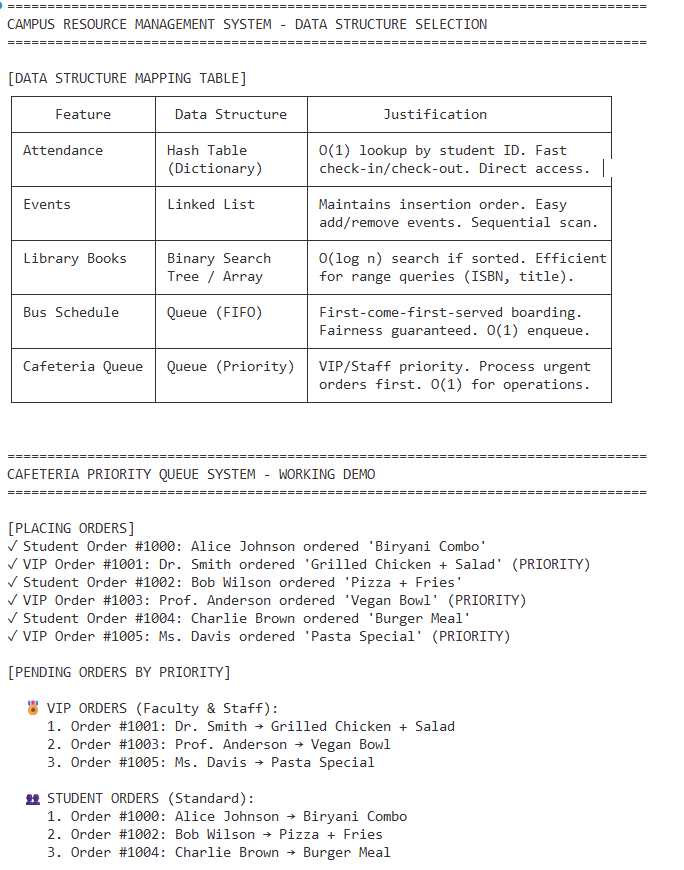 ================================================================================
CAMPUS RESOURCE MANAGEMENT SYSTEM - DATA STRUCTURE SELECTION
================================================================================
[DATA STRUCTURE MAPPING TABLE]
Feature Data Structure Justification
Attendance Hash Table O(1) lookup by student ID. Fast
(Dictionary) check-in/check-out. Direct access.
Events Linked List Maintains insertion order. Easy
add/remove events. Sequential scan.
Library Books Binary Search O(log n) search if sorted. Efficient
Tree / Array for range queries (ISBN, title).
Bus Schedule Queue (FIFO) First-come-first-served boarding.
Fairness guaranteed. O(1) enqueue.
Cafeteria Queue Queue (Priority) VIP/Staff priority. Process urgent
orders first. O(1) for operations.
================================================================================
CAFETERIA PRIORITY QUEUE SYSTEM - WORKING DEMO
================================================================================
[PLACING ORDERS]
✓ Student Order #1000: Alice Johnson ordered 'Biryani Combo'
✓ VIP Order #1001: Dr. Smith ordered 'Grilled Chicken + Salad' (PRIORITY)
✓ Student Order #1002: Bob Wilson ordered 'Pizza + Fries'
✓ VIP Order #1003: Prof. Anderson ordered 'Vegan Bowl' (PRIORITY)
✓ Student Order #1004: Charlie Brown ordered 'Burger Meal'
✓ VIP Order #1005: Ms. Davis ordered 'Pasta Special' (PRIORITY)
[PENDING ORDERS BY PRIORITY]
🎖️ VIP ORDERS (Faculty & Staff):
1. Order #1001: Dr. Smith → Grilled Chicken + Salad
2. Order #1003: Prof. Anderson → Vegan Bowl
3. Order #1005: Ms. Davis → Pasta Special
👥 STUDENT ORDERS (Standard):
1. Order #1000: Alice Johnson → Biryani Combo
2. Order #1002: Bob Wilson → Pizza + Fries
3. Order #1004: Charlie Brown → Burger Meal